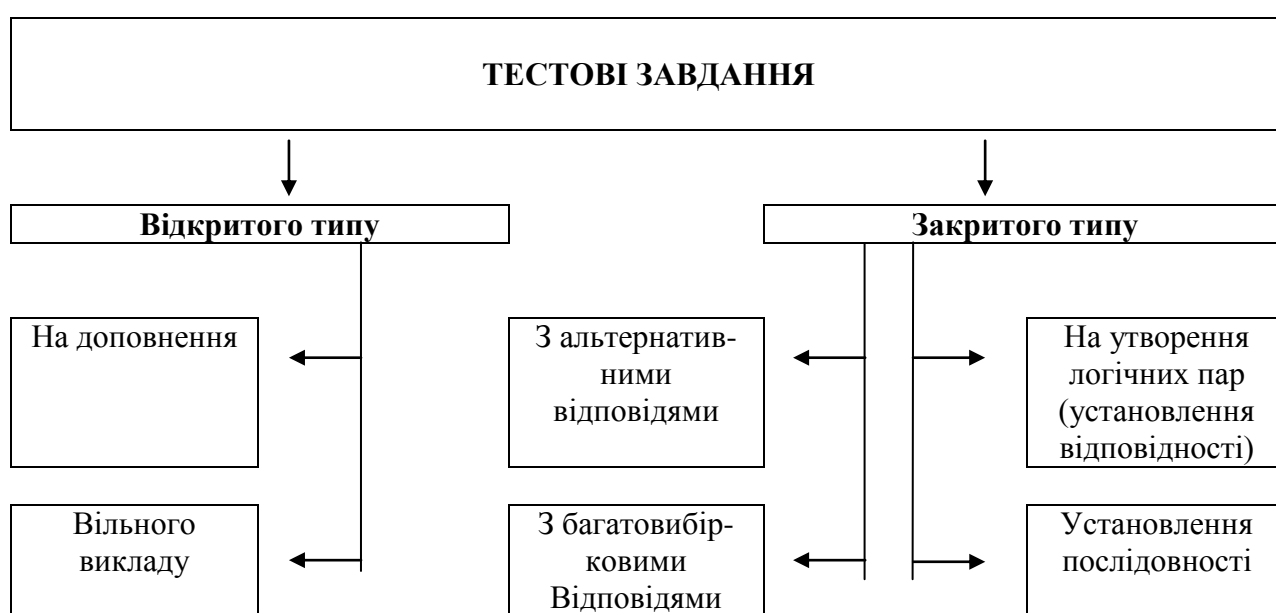 ТЕСТОВІ ЗАВДАННЯ
Відкритого типу
Закритого типу
На доповнення
З альтернатив-
ними
відповідями
На утворення
логічних пар
(установлення
відповідності)
Вільного
викладу
З багатовибір-
ковими
Відповідями
Установлення
послідовності